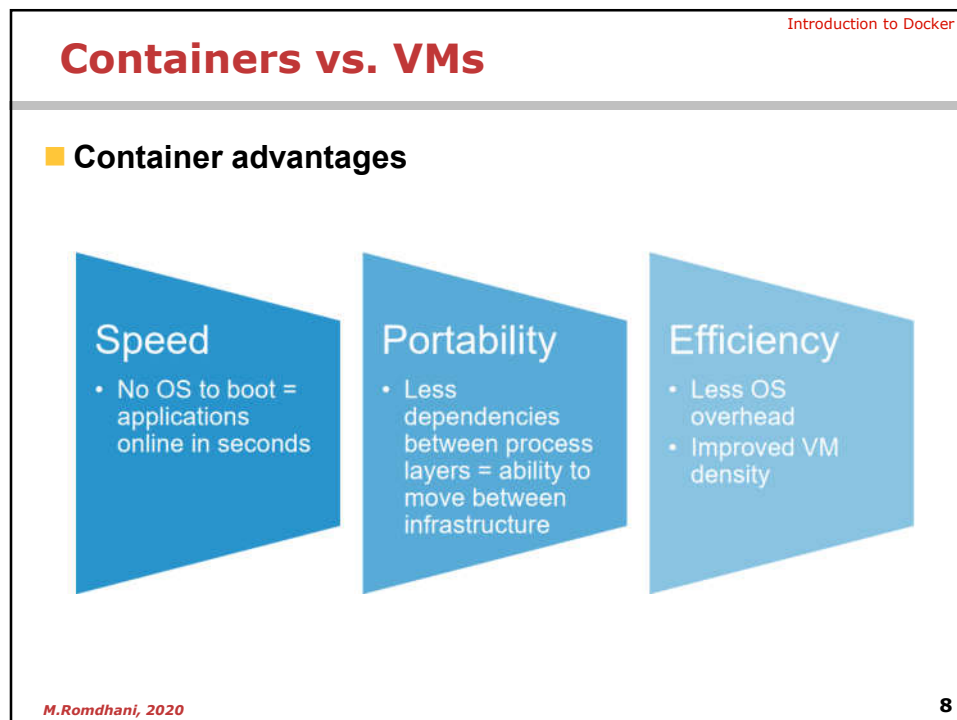 Introduction to Docker
Containers vs. VMs
Container advantages
Speed
• No OS to boot =
applications
online in seconds
Portability
• Less
dependencies
between process
layers = ability to
move between
infrastructure
Efficiency
• Less OS
overhead
• Improved VM
density
M.Romdhani, 2020
8